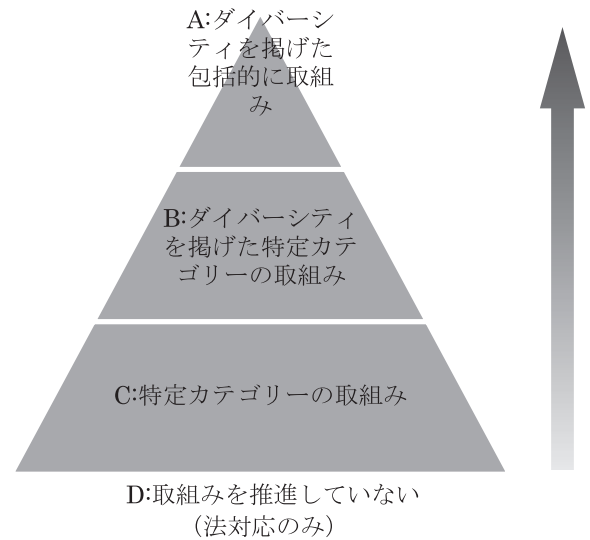 A:ダイバーシ
ティを掲げた
包括的に取組
み
B:ダイバーシティ
を掲げた特定カテ
ゴリーの取組み
C:特定カテゴリーの取組み
D:取組みを推進していない
（法対応のみ）